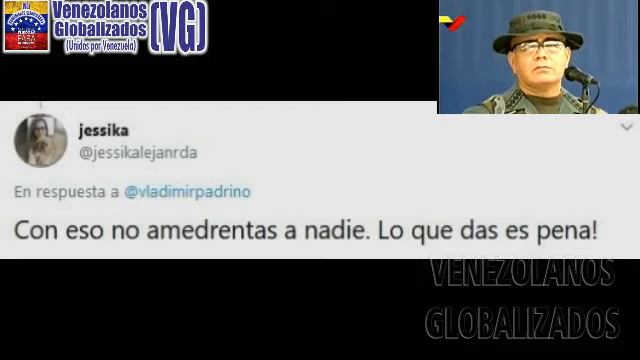 Venezolanos
Globalizados
(Unidos por Venezuela)
(VG)
jessika
@jessikalejanrda
En respuesta a @vladimirpadrino
Con eso no amedrentas a nadie. Lo que das es pena!
VENEZOLANOS
GLOBALIZADOS